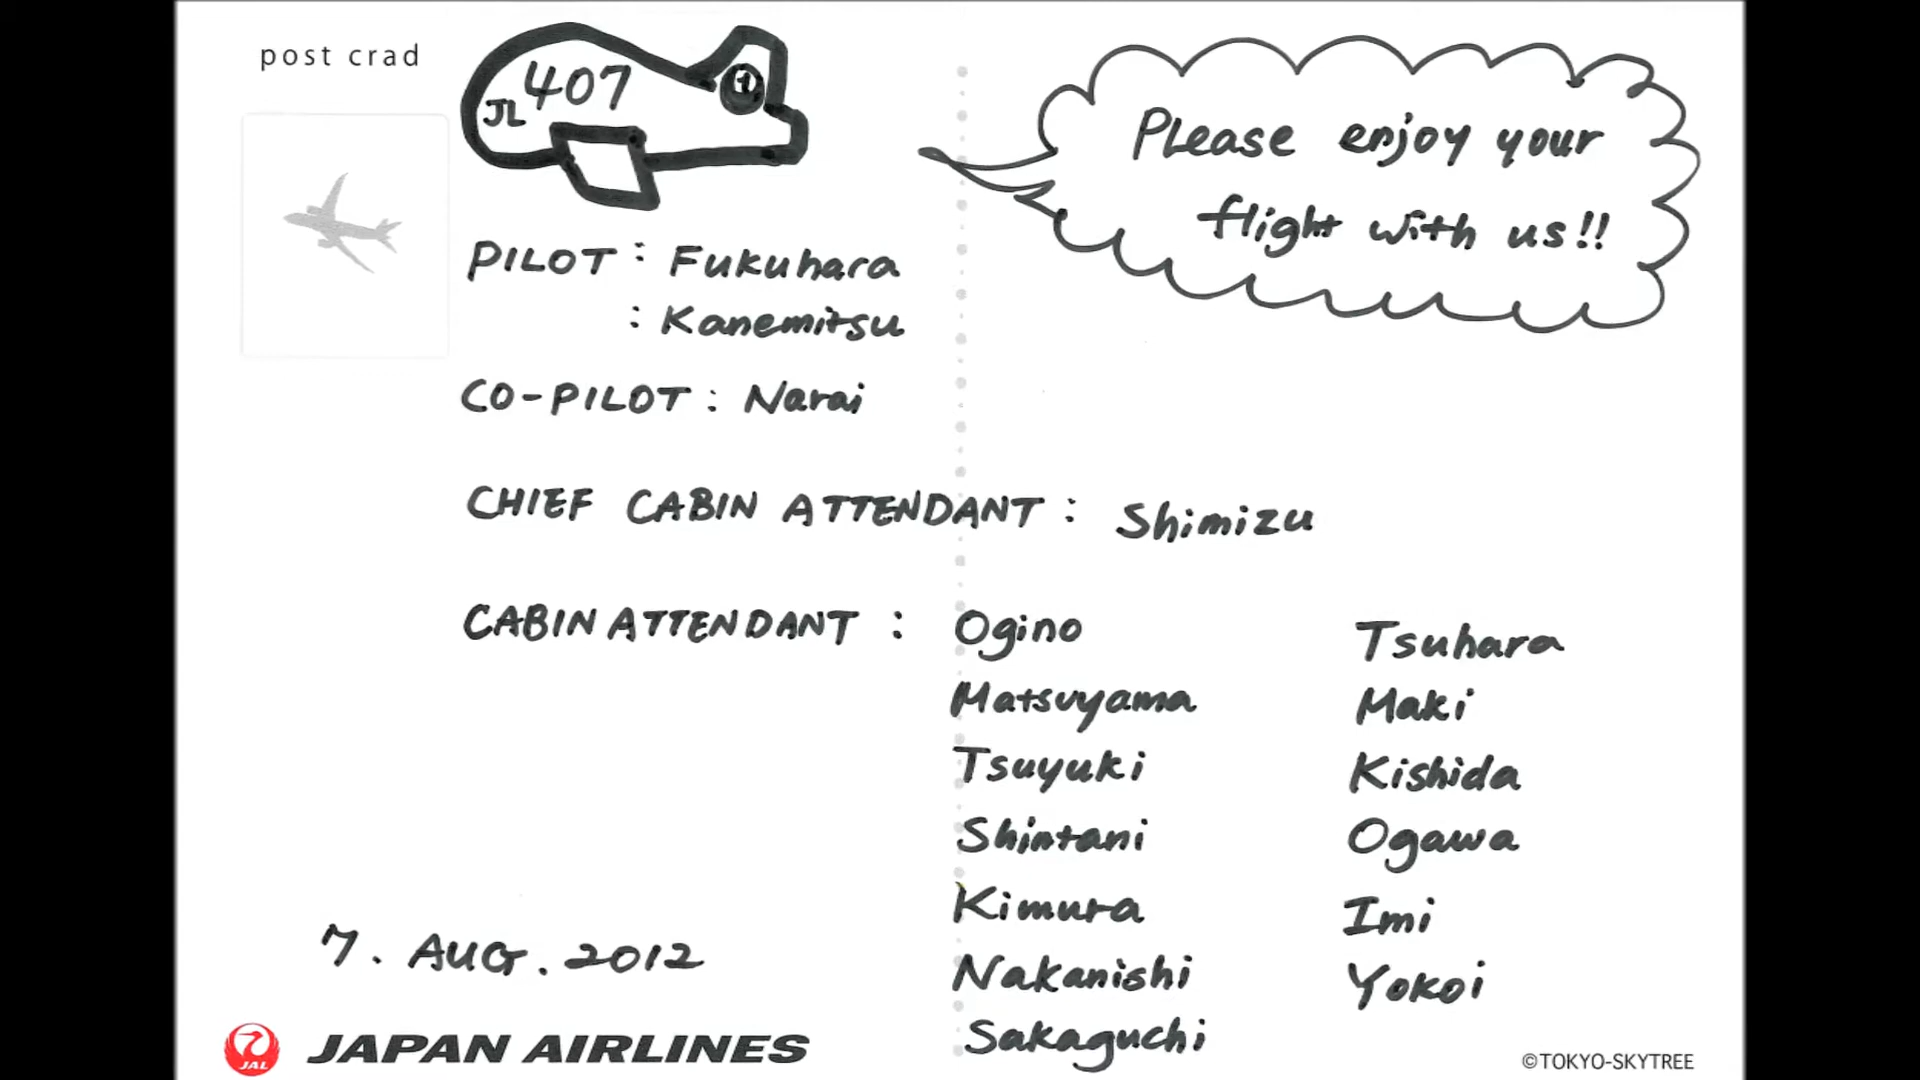 post crad
JL 407
Please enjoy your
flight with us!!
PILOT : Fukuhara
: Kanemitsu
CO-PILOT : Narai
CHIEF CABIN ATTENDANT : Shimizu
CABIN ATTENDANT : Ogino Tsuhara
Matsuyama Maki
Tsuyuki Kishida
Shintani Ogawa
Kimura Imi
Nakanishi Yokoi
Sakaguchi
7. AUG. 2012
JAL JAPAN AIRLINES
©TOKYO-SKYTREE